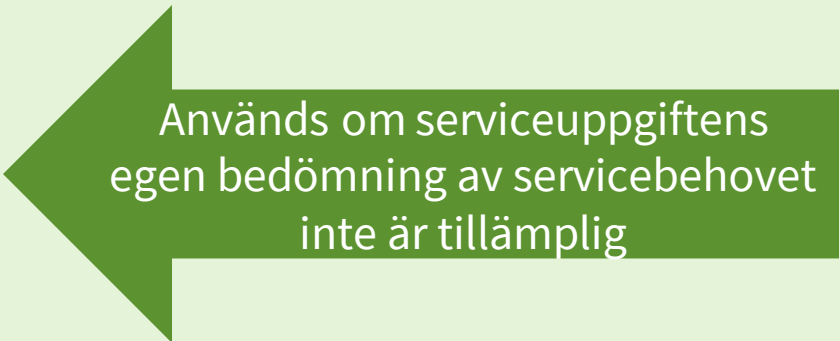 Används om serviceuppgiftens
egen bedömning av servicebehovet
inte är tillämplig